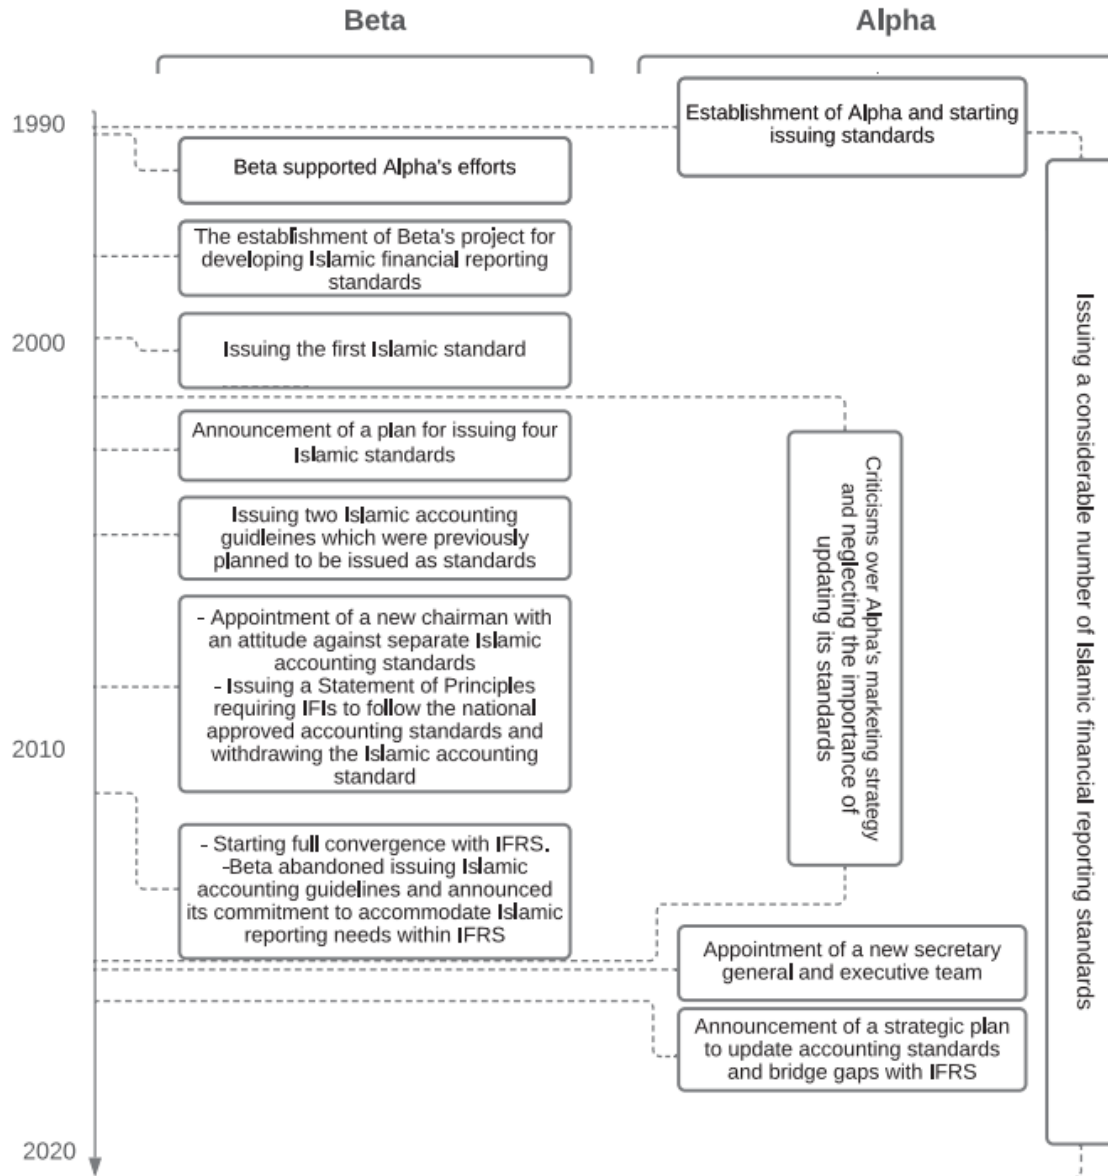 Beta
Alpha
1990
Establishment of Alpha and starting
issuing standards
Beta supported Alpha's efforts
The establishment of Beta's project for
developing Islamic financial reporting
standards
2000
Issuing the first Islamic standard
Announcement of a plan for issuing four
Islamic standards
Issuing two Islamic accounting
guidleines which were previously
planned to be issued as standards
- Appointment of a new chairman with
an attitude against separate Islamic
accounting standards
- Issuing a Statement of Principles
requiring IFIs to follow the national
approved accounting standards and
withdrawing the Islamic accounting
standard
2010
- Starting full convergence with IFRS.
-Beta abandoned issuing Islamic
accounting guidelines and announced
its commitment to accommodate Islamic
reporting needs within IFRS
Criticisms over Alpha's marketing strategy
and neglecting the importance of
updating its standards
Appointment of a new secretary
general and executive team
Announcement of a strategic plan
to update accounting standards
and bridge gaps with IFRS
Issuing a considerable number of Islamic financial reporting standards
2020